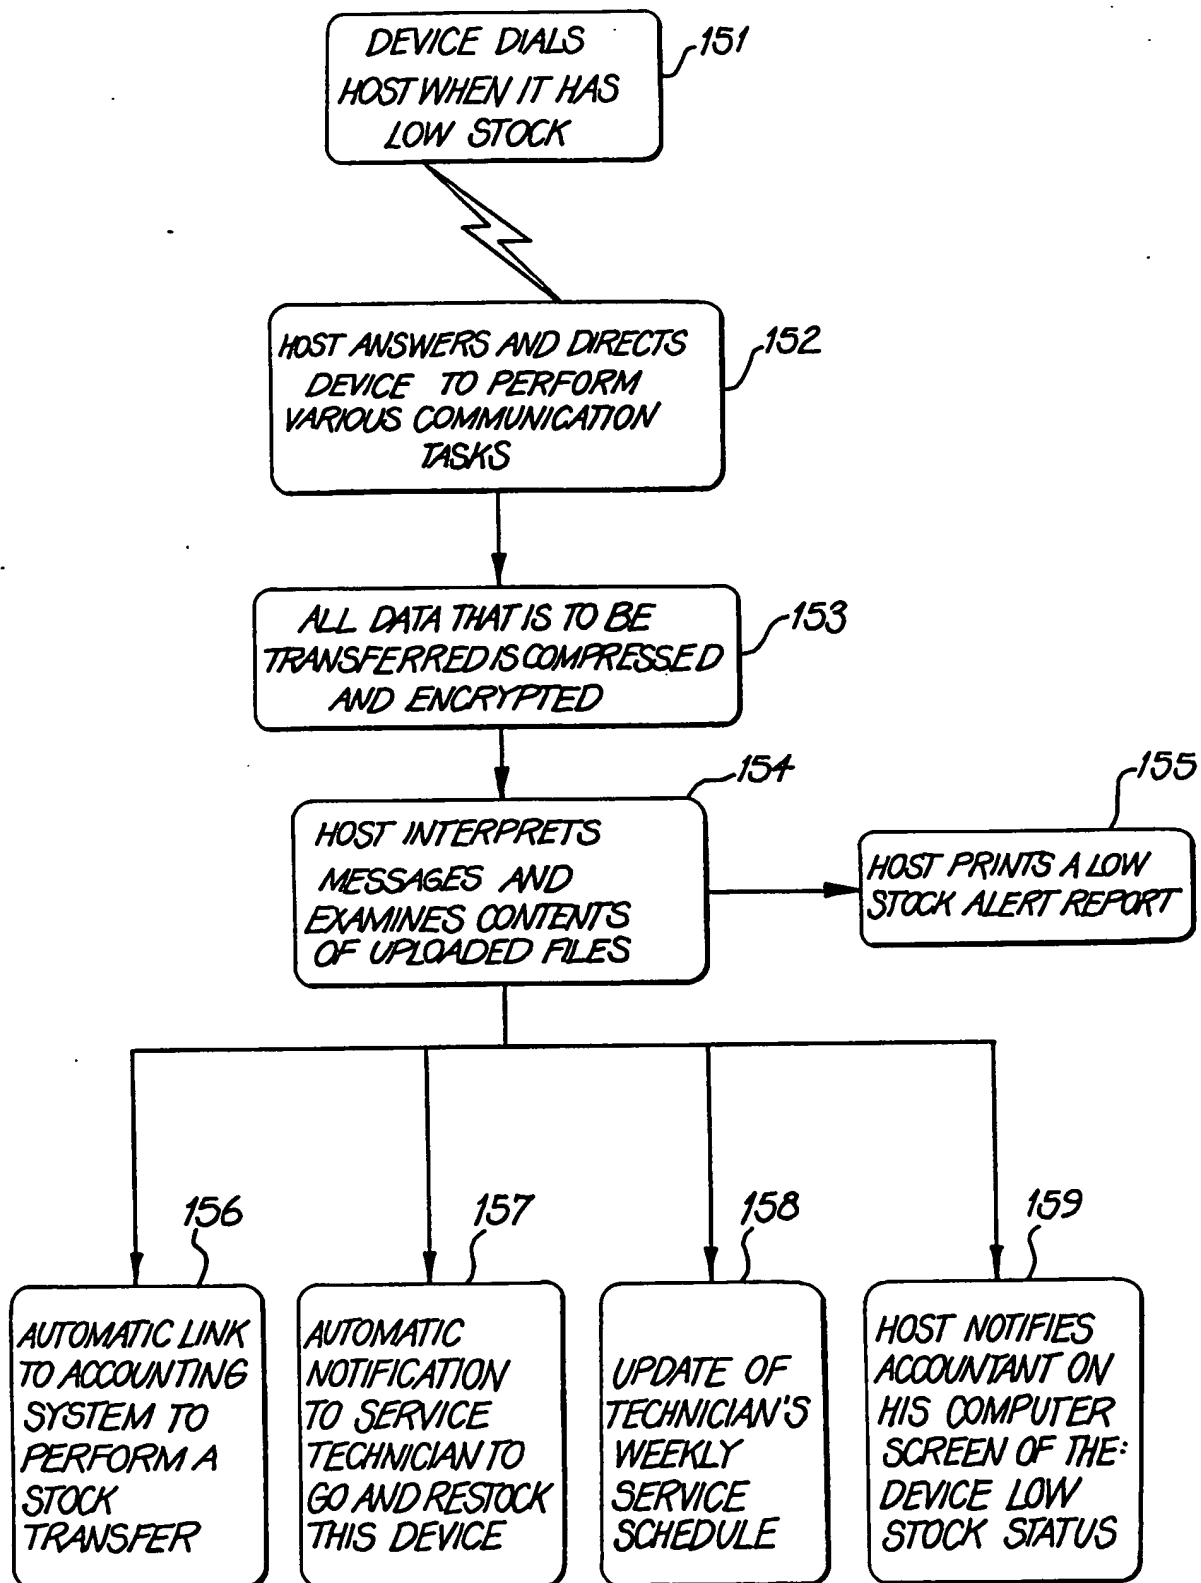 DEVICE DIALS
HOST WHEN IT HAS
LOW STOCK
151
HOST ANSWERS AND DIRECTS
DEVICE TO PERFORM
VARIOUS COMMUNICATION
TASKS
152
ALL DATA THAT IS TO BE
TRANSFERRED IS COMPRESSED
AND ENCRYPTED
153
HOST INTERPRETS
MESSAGES AND
EXAMINES CONTENTS
OF UPLOADED FILES
154
HOST PRINTS A LOW
STOCK ALERT REPORT
155
156
AUTOMATIC LINK
TO ACCOUNTING
SYSTEM TO
PERFORM A
STOCK
TRANSFER
157
AUTOMATIC
NOTIFICATION
TO SERVICE
TECHNICIAN TO
GO AND RESTOCK
THIS DEVICE
158
UPDATE OF
TECHNICIAN'S
WEEKLY
SERVICE
SCHEDULE
159
HOST NOTIFIES
ACCOUNTANT ON
HIS COMPUTER
SCREEN OF THE:
DEVICE LOW
STOCK STATUS